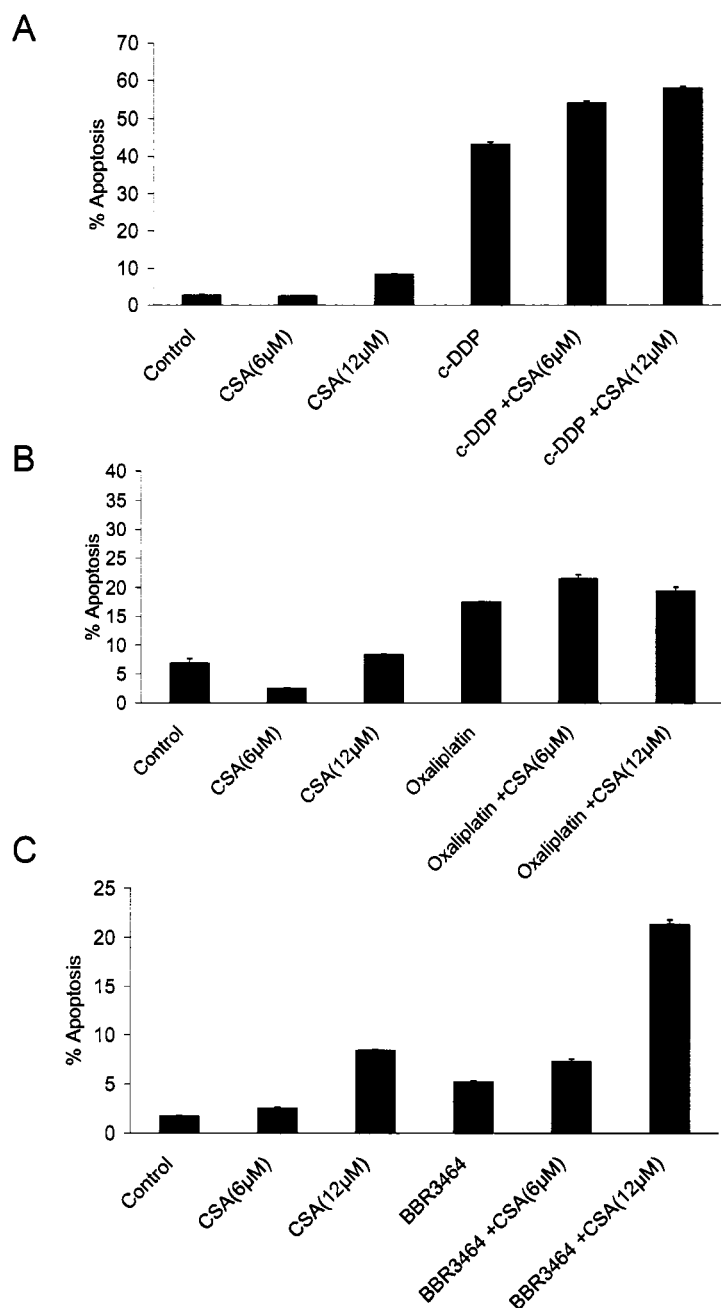 A
% Apoptosis
70
60
50
40
30
20
10
0
Control
CSA(6µM)
CSA(12µM)
c-DDP
c-DDP +CSA(6µM)
c-DDP +CSA(12µM)
B
% Apoptosis
40
35
30
25
20
15
10
5
0
Control
CSA(6µM)
CSA(12µM)
Oxaliplatin
Oxaliplatin +CSA(6µM)
Oxaliplatin +CSA(12µM)
C
% Apoptosis
25
20
15
10
5
0
Control
CSA(6µM)
CSA(12µM)
BBR3464
BBR3464 +CSA(6µM)
BBR3464 +CSA(12µM)